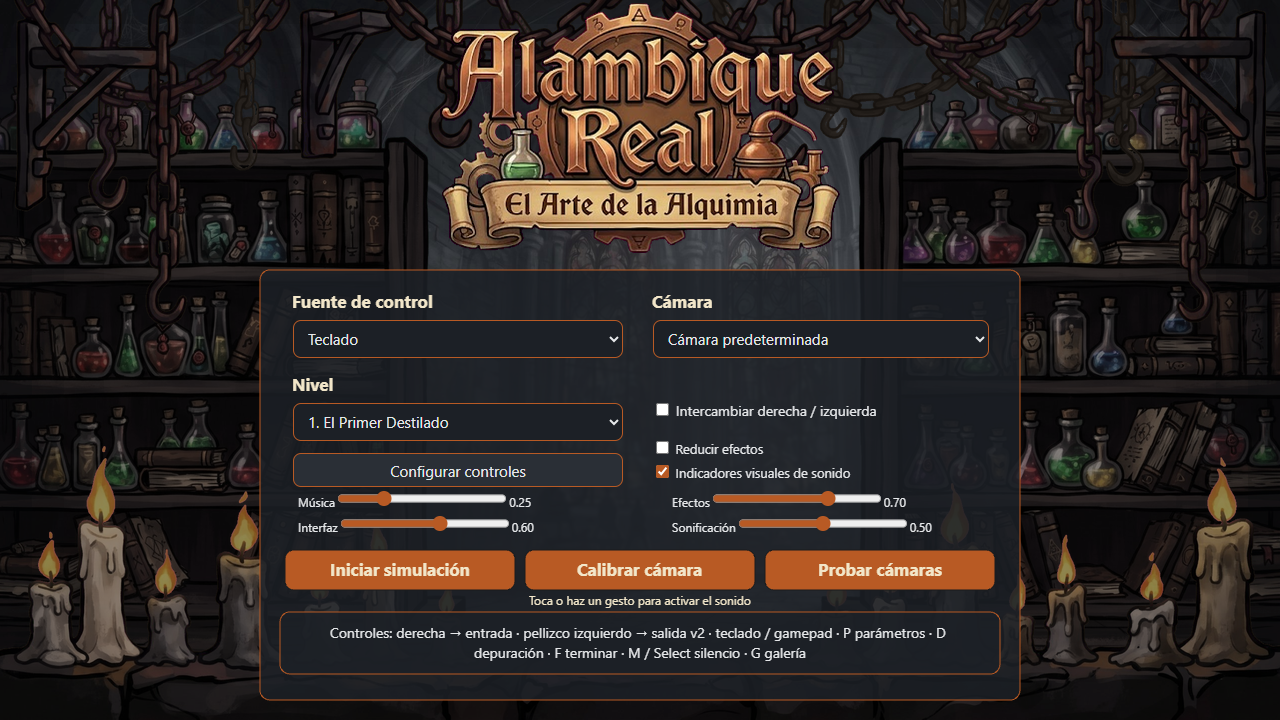 Alambique
Real
El Arte de la Alquimia
Fuente de control
Cámara
Teclado
Cámara predeterminada
Nivel
1. El Primer Destilado
Intercambiar derecha / izquierda
Configurar controles
Reducir efectos
Indicadores visuales de sonido
Música 0.25
Efectos 0.70
Interfaz 0.60
Sonificación 0.50
Iniciar simulación
Calibrar cámara
Probar cámaras
Toca o haz un gesto para activar el sonido
Controles: derecha → entrada · pellizco izquierdo → salida v2 · teclado / gamepad · P parámetros · D
depuración · F terminar · M / Select silencio · G galería